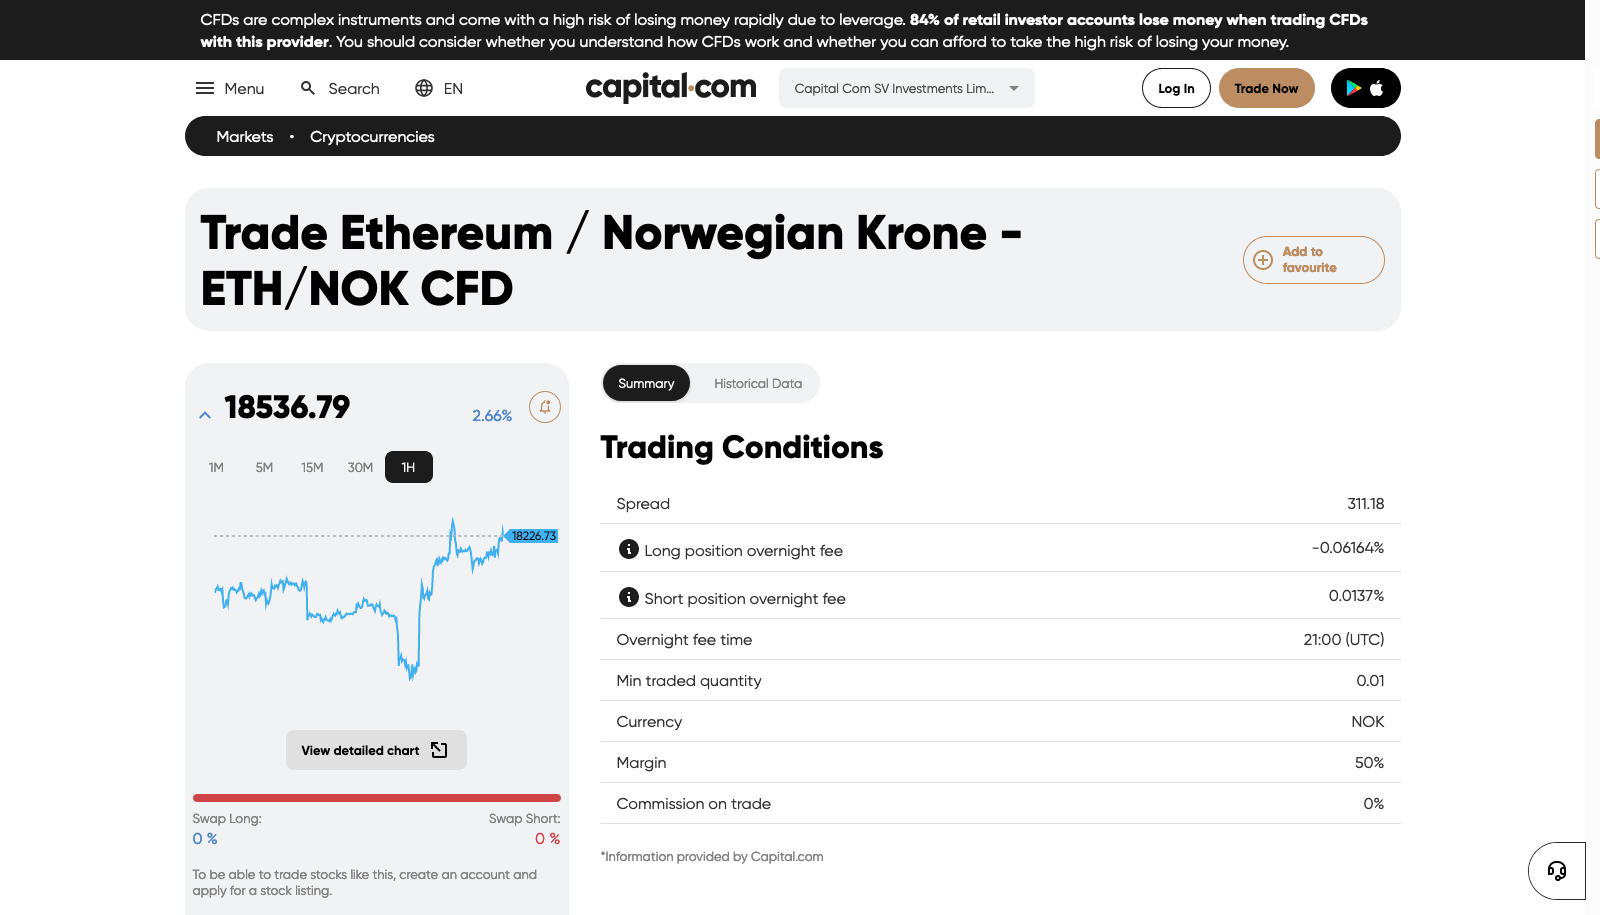 CFDs are complex instruments and come with a high risk of losing money rapidly due to leverage. 84% of retail investor accounts lose money when trading CFDs
with this provider. You should consider whether you understand how CFDs work and whether you can afford to take the high risk of losing your money.
Menu
Search
EN
capital.com
Capital Com SV Investments Lim...
Log In
Trade Now
Markets • Cryptocurrencies
Trade Ethereum / Norwegian Krone -
ETH/NOK CFD
Add to
favourite
18536.79
2.66%
1M 5M 15M 30M 1H
18226.73
View detailed chart
Swap Long: Swap Short:
0 % 0 %
To be able to trade stocks like this, create an account and
apply for a stock listing.
Summary Historical Data
Trading Conditions
Spread 311.18
Long position overnight fee -0.06164%
Short position overnight fee 0.0137%
Overnight fee time 21:00 (UTC)
Min traded quantity 0.01
Currency NOK
Margin 50%
Commission on trade 0%
*Information provided by Capital.com